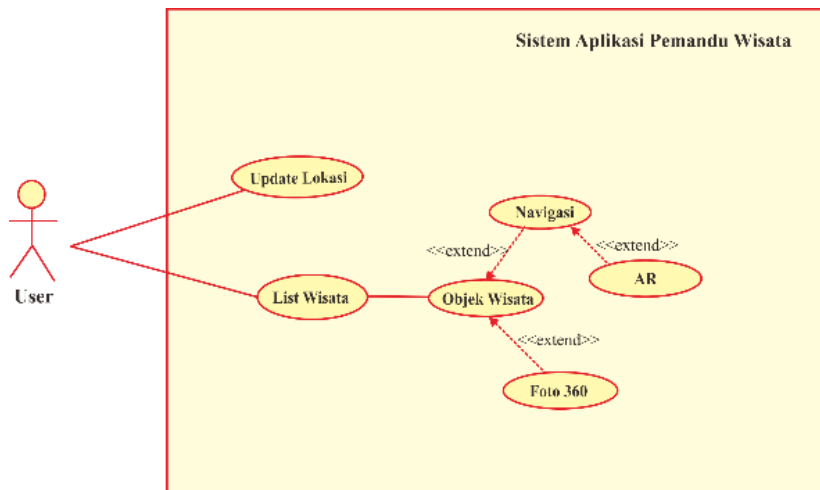 Sistem Aplikasi Pemandu Wisata
Update Lokasi
Navigasi
<<extend>>
<<extend>>
AR
User
List Wisata
Objek Wisata
<<extend>>
Foto 360